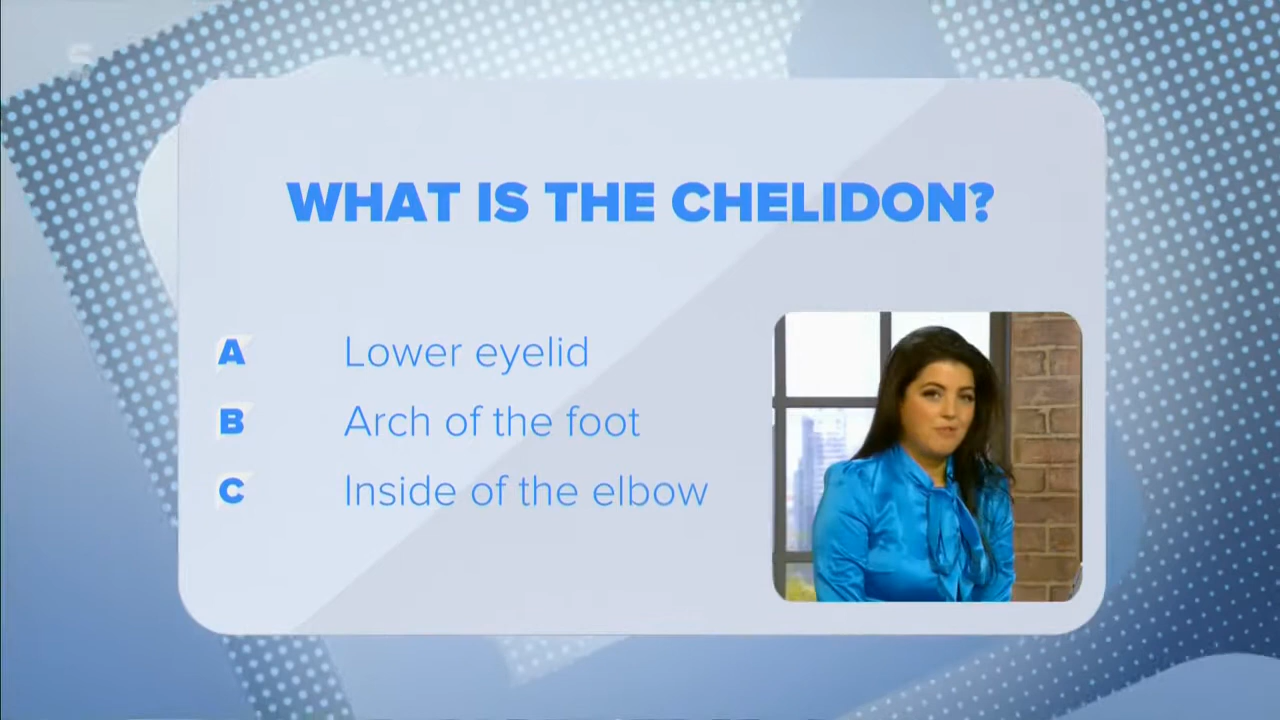 WHAT IS THE CHELIDON?
A Lower eyelid
B Arch of the foot
C Inside of the elbow